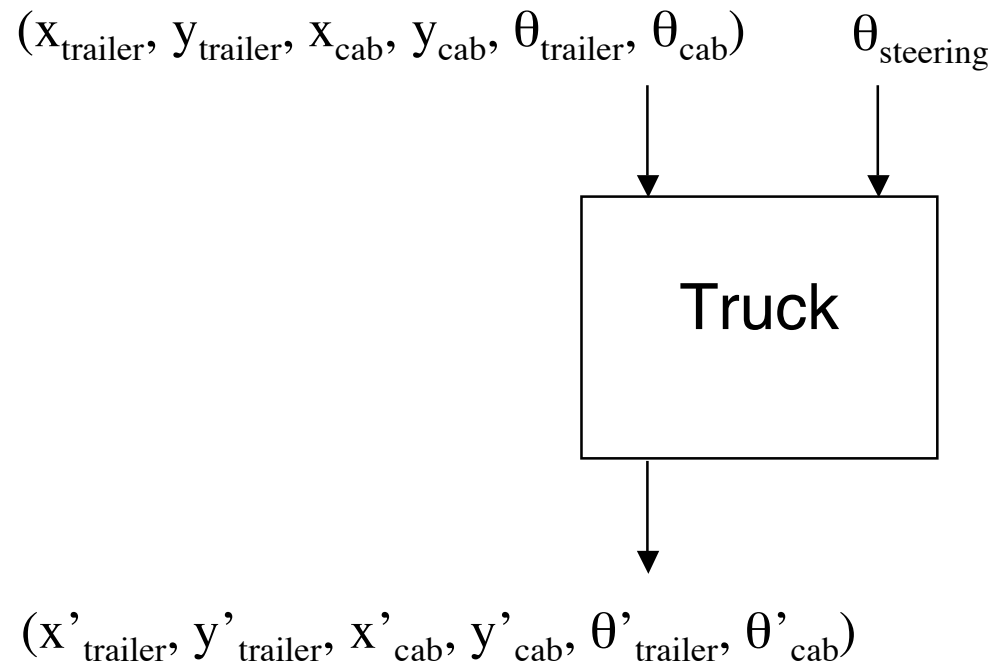 (x_trailer, y_trailer, x_cab, y_cab, θ_trailer, θ_cab) θ_steering
Truck
(x’_trailer, y’_trailer, x’_cab, y’_cab, θ’_trailer, θ’_cab)